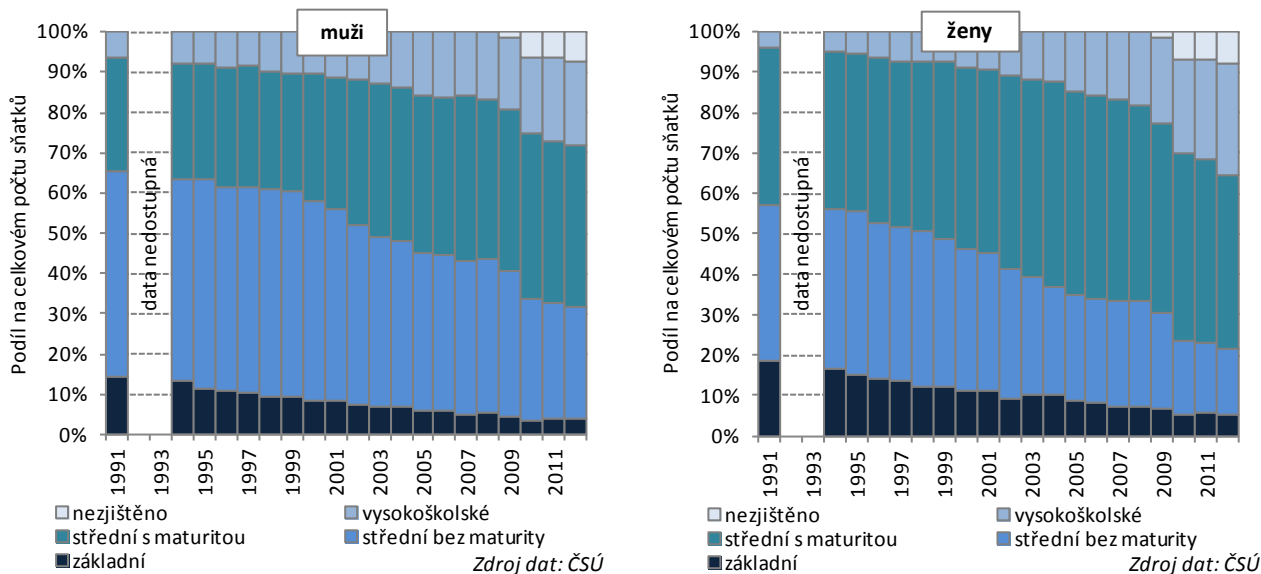 muži
Podíl na celkovém počtu sňatků
100%
90%
80%
70%
60%
50%
40%
30%
20%
10%
0%
data nedostupná
1991
1993
1995
1997
1999
2001
2003
2005
2007
2009
2011
nezjištěno
vysokoškolské
střední s maturitou
střední bez maturity
základní
Zdroj dat: ČSÚ
ženy
Podíl na celkovém počtu sňatků
100%
90%
80%
70%
60%
50%
40%
30%
20%
10%
0%
data nedostupná
1991
1993
1995
1997
1999
2001
2003
2005
2007
2009
2011
nezjištěno
vysokoškolské
střední s maturitou
střední bez maturity
základní
Zdroj dat: ČSÚ